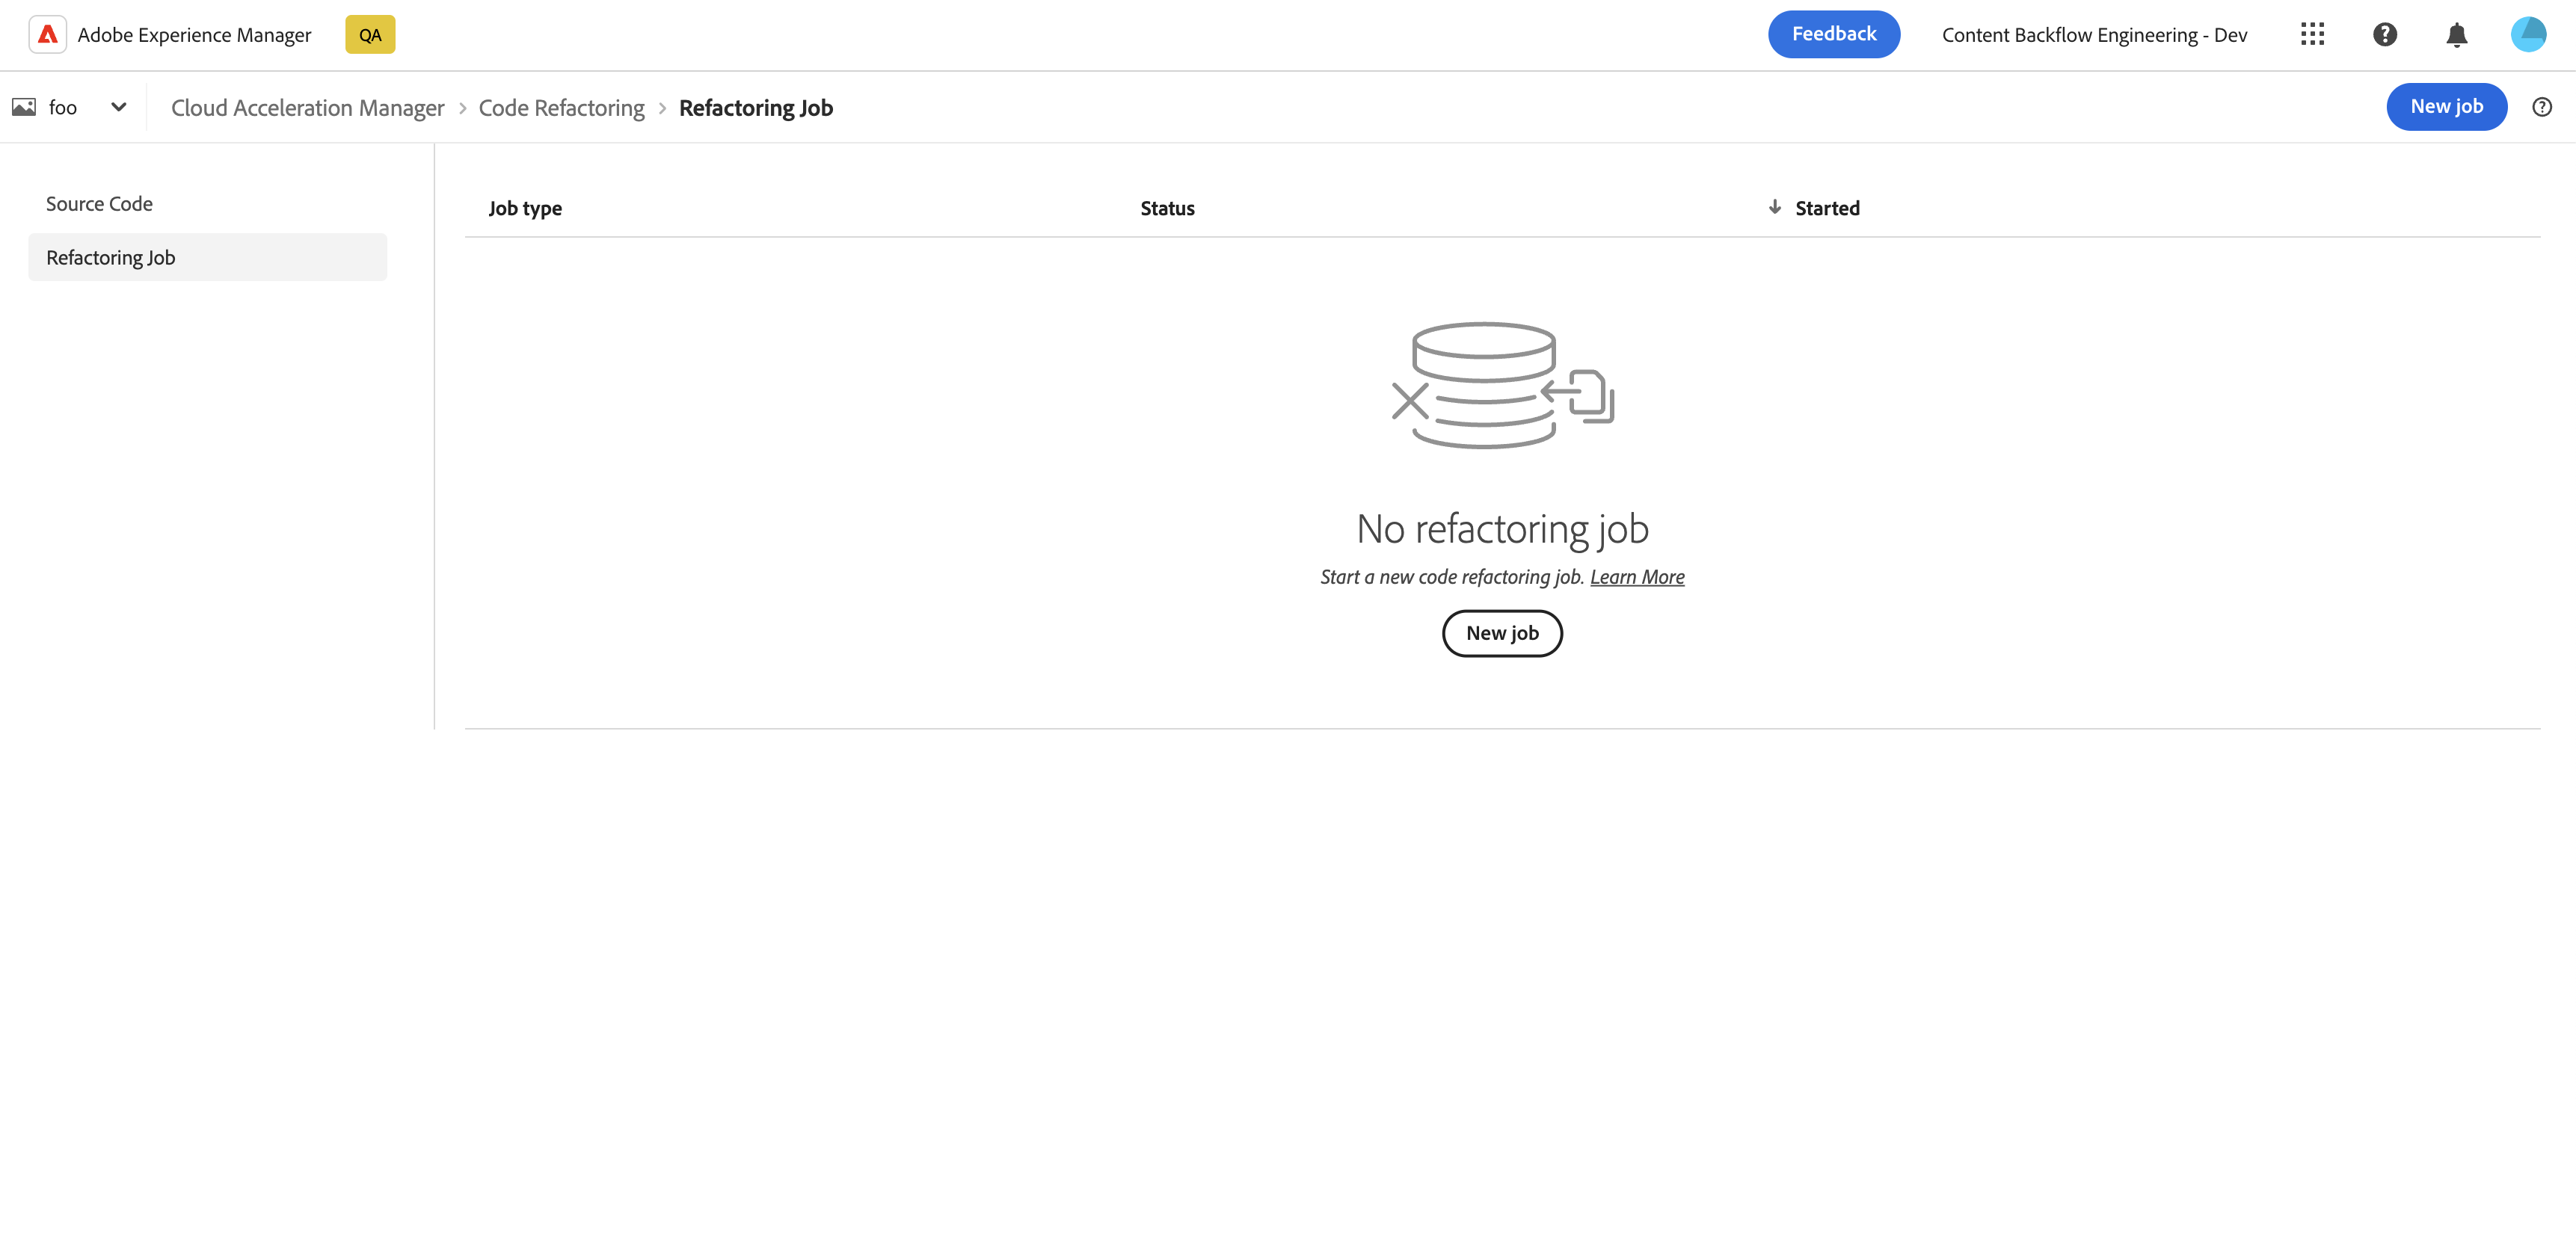 Adobe Experience Manager QA Feedback Content Backflow Engineering - Dev
foo Cloud Acceleration Manager > Code Refactoring > Refactoring Job New job
Source Code
Refactoring Job
Job type Status Started
No refactoring job
Start a new code refactoring job. Learn More
New job